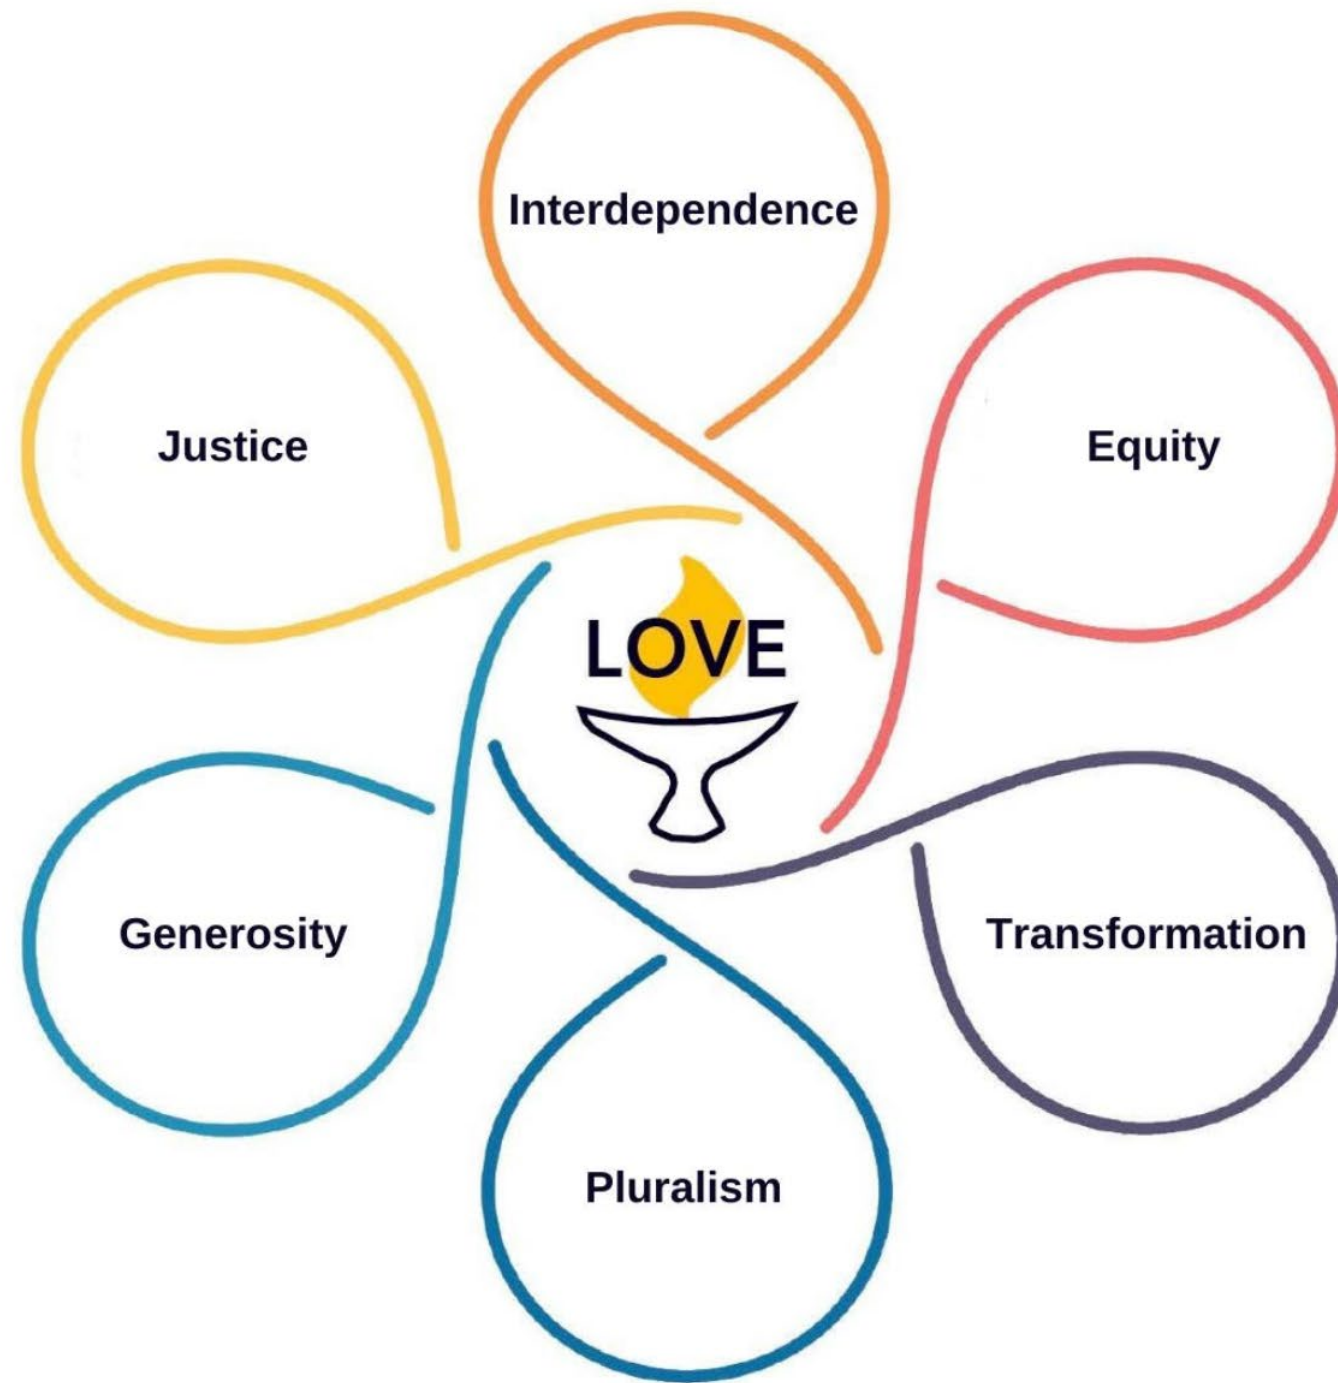 Interdependence
Justice
Equity
LOVE
Generosity
Transformation
Pluralism